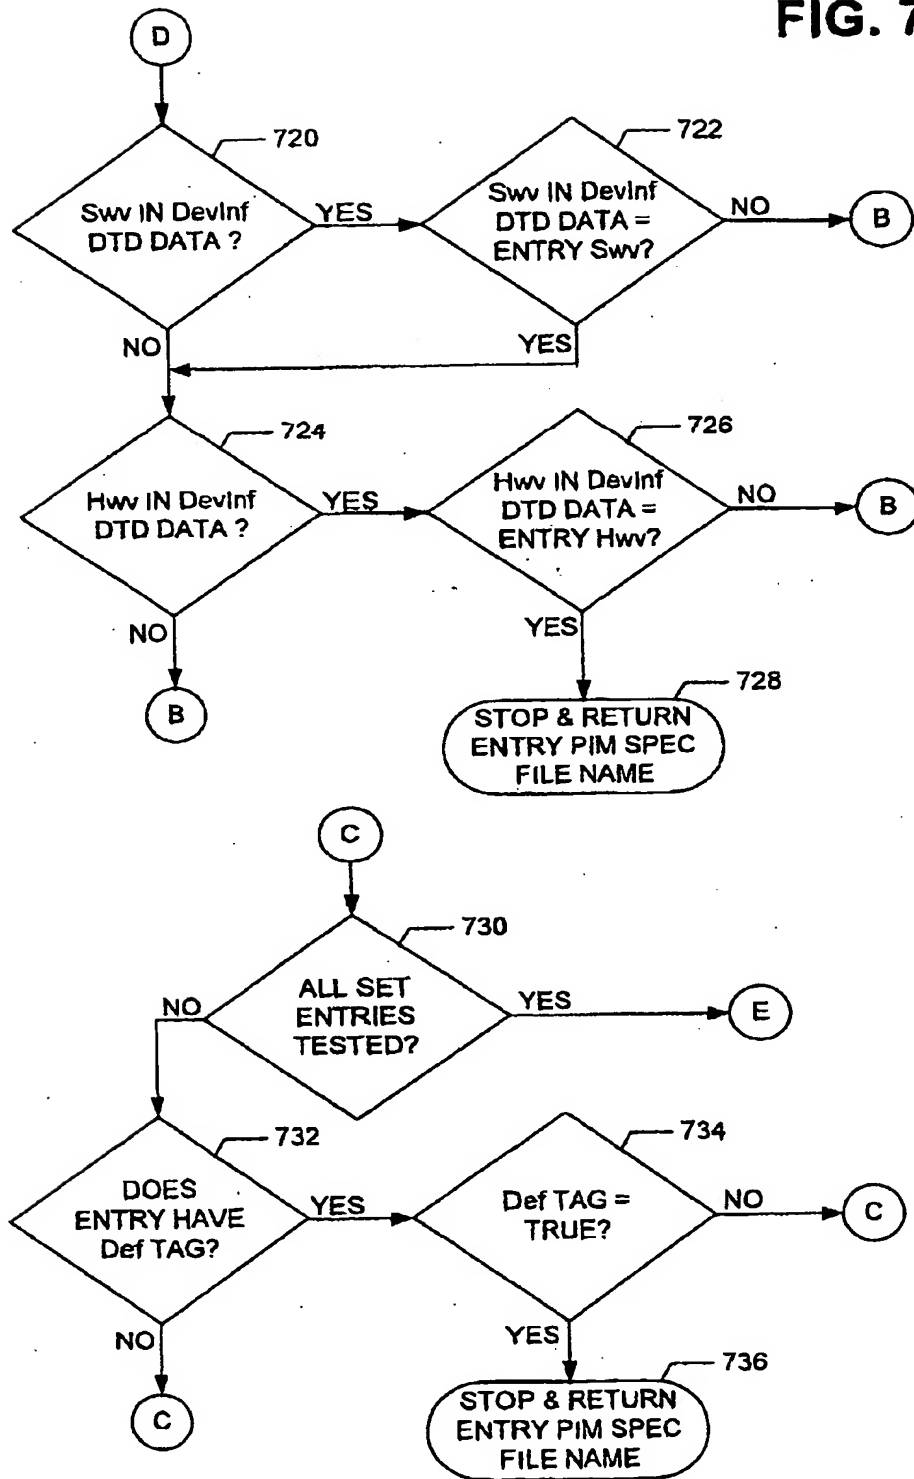 FIG. 7
D
720
Swv IN DevInf
DTD DATA ?
YES
NO
722
Swv IN DevInf
DTD DATA =
ENTRY Swv?
NO
B
YES
724
Hwv IN DevInf
DTD DATA ?
YES
NO
B
726
Hwv IN DevInf
DTD DATA =
ENTRY Hwv?
NO
B
YES
728
STOP & RETURN
ENTRY PIM SPEC
FILE NAME
C
730
ALL SET
ENTRIES
TESTED?
NO
YES
E
732
DOES
ENTRY HAVE
Def TAG?
YES
NO
C
734
Def TAG =
TRUE?
NO
C
YES
736
STOP & RETURN
ENTRY PIM SPEC
FILE NAME